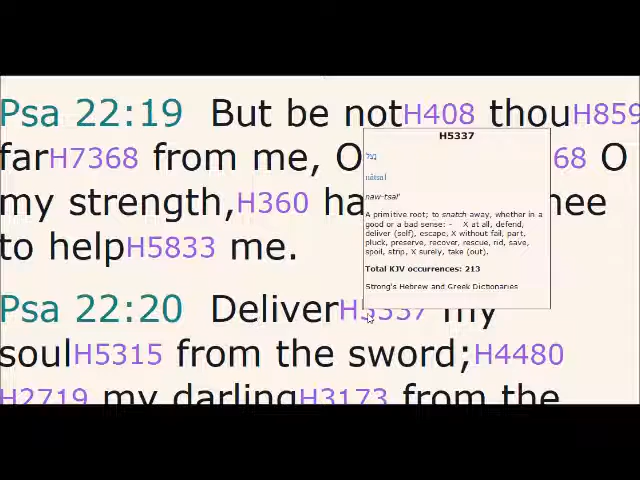 Psa 22:19 But be notH408 thouH859
farH7368 from me, O 68 O
my strength,H360 ha nee
to helpH5833 me.
H5337
נָצַל
nâtsal
naw-tsal'
A primitive root; to snatch away, whether in a
good or a bad sense: - X at all, defend,
deliver (self), escape, X without fail, part,
pluck, preserve, recover, rescue, rid, save,
spoil, strip, X surely, take (out).
Total KJV occurrences: 213
Strong's Hebrew and Greek Dictionaries
Psa 22:20 DeliverH5337 my
soulH5315 from the sword;H4480
H2719 my darlingH3173 from the